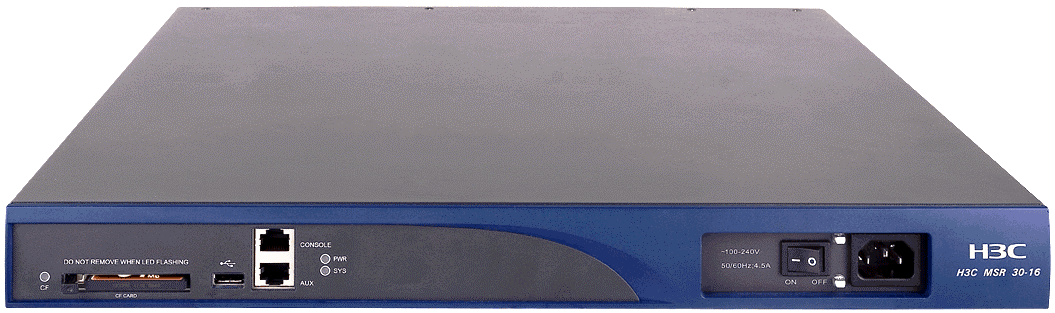 DO NOT REMOVE WHEN LED FLASHING
CF
CF CARD
CONSOLE
PWR
SYS
AUX
~100-240V
50/60Hz;4.5A
ON OFF
H3C
H3C MSR 30-16